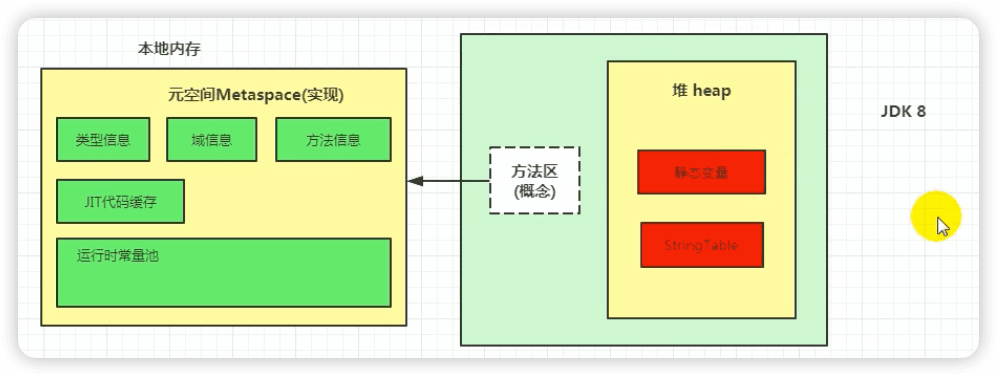 本地内存
元空间Metaspace(实现)
类型信息
域信息
方法信息
JIT代码缓存
运行时常量池
方法区
(概念)
堆 heap
静态变量
StringTable
JDK 8